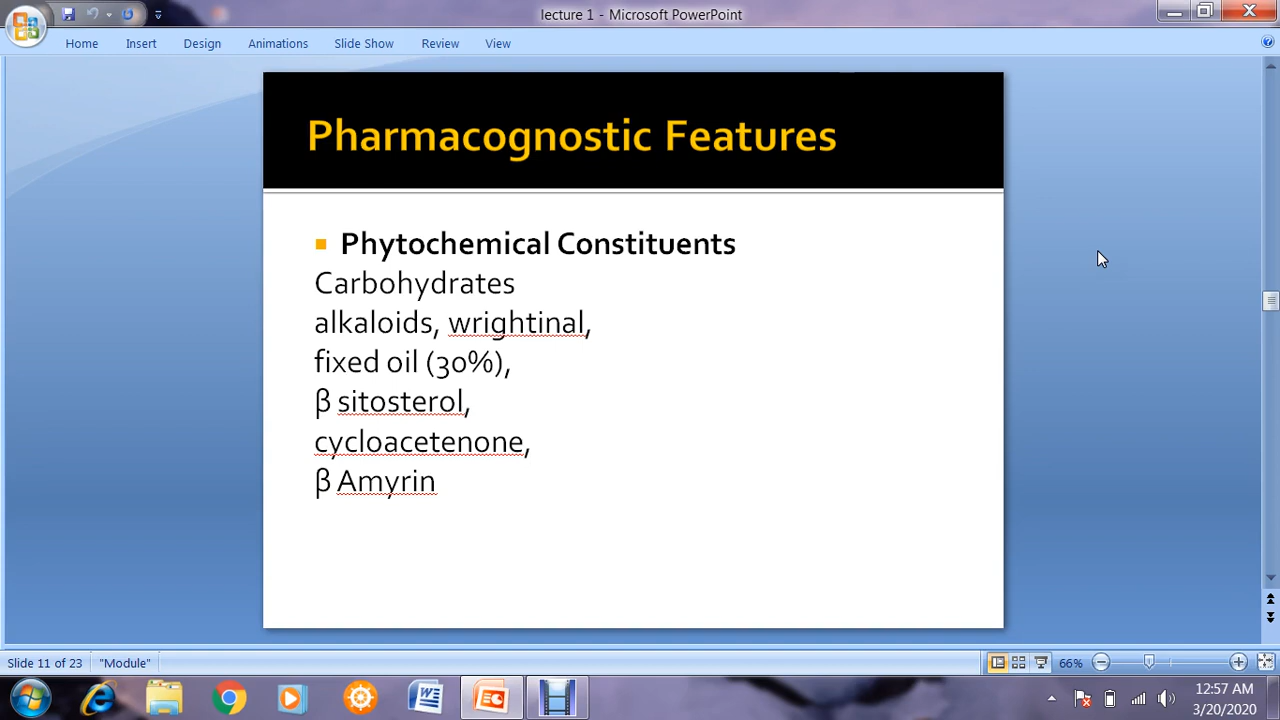 lecture 1 - Microsoft PowerPoint
Home Insert Design Animations Slide Show Review View
Pharmacognostic Features
Phytochemical Constituents
Carbohydrates
alkaloids, wrightinal,
fixed oil (30%),
β sitosterol,
cycloacetenone,
β Amyrin
Slide 11 of 23 "Module" 66%
12:57 AM
3/20/2020